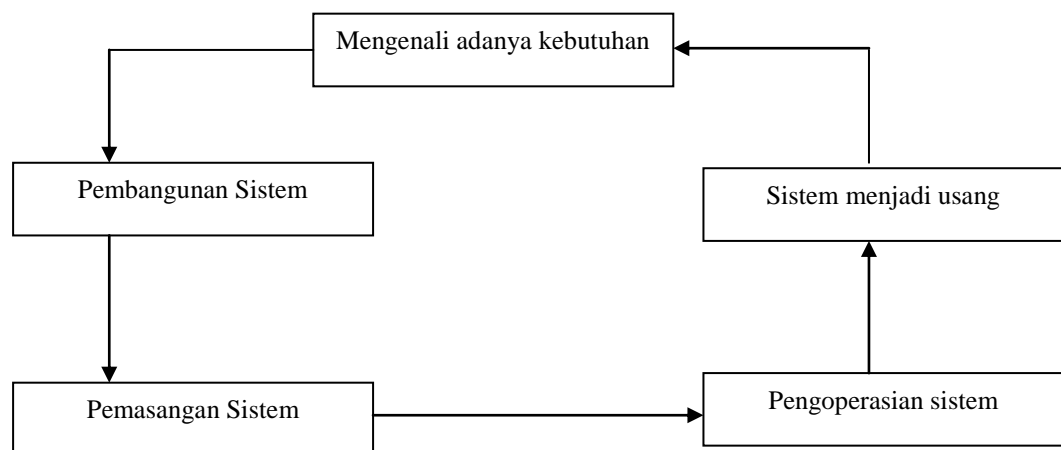 Mengenali adanya kebutuhan
Pembangunan Sistem
Sistem menjadi usang
Pemasangan Sistem
Pengoperasian sistem